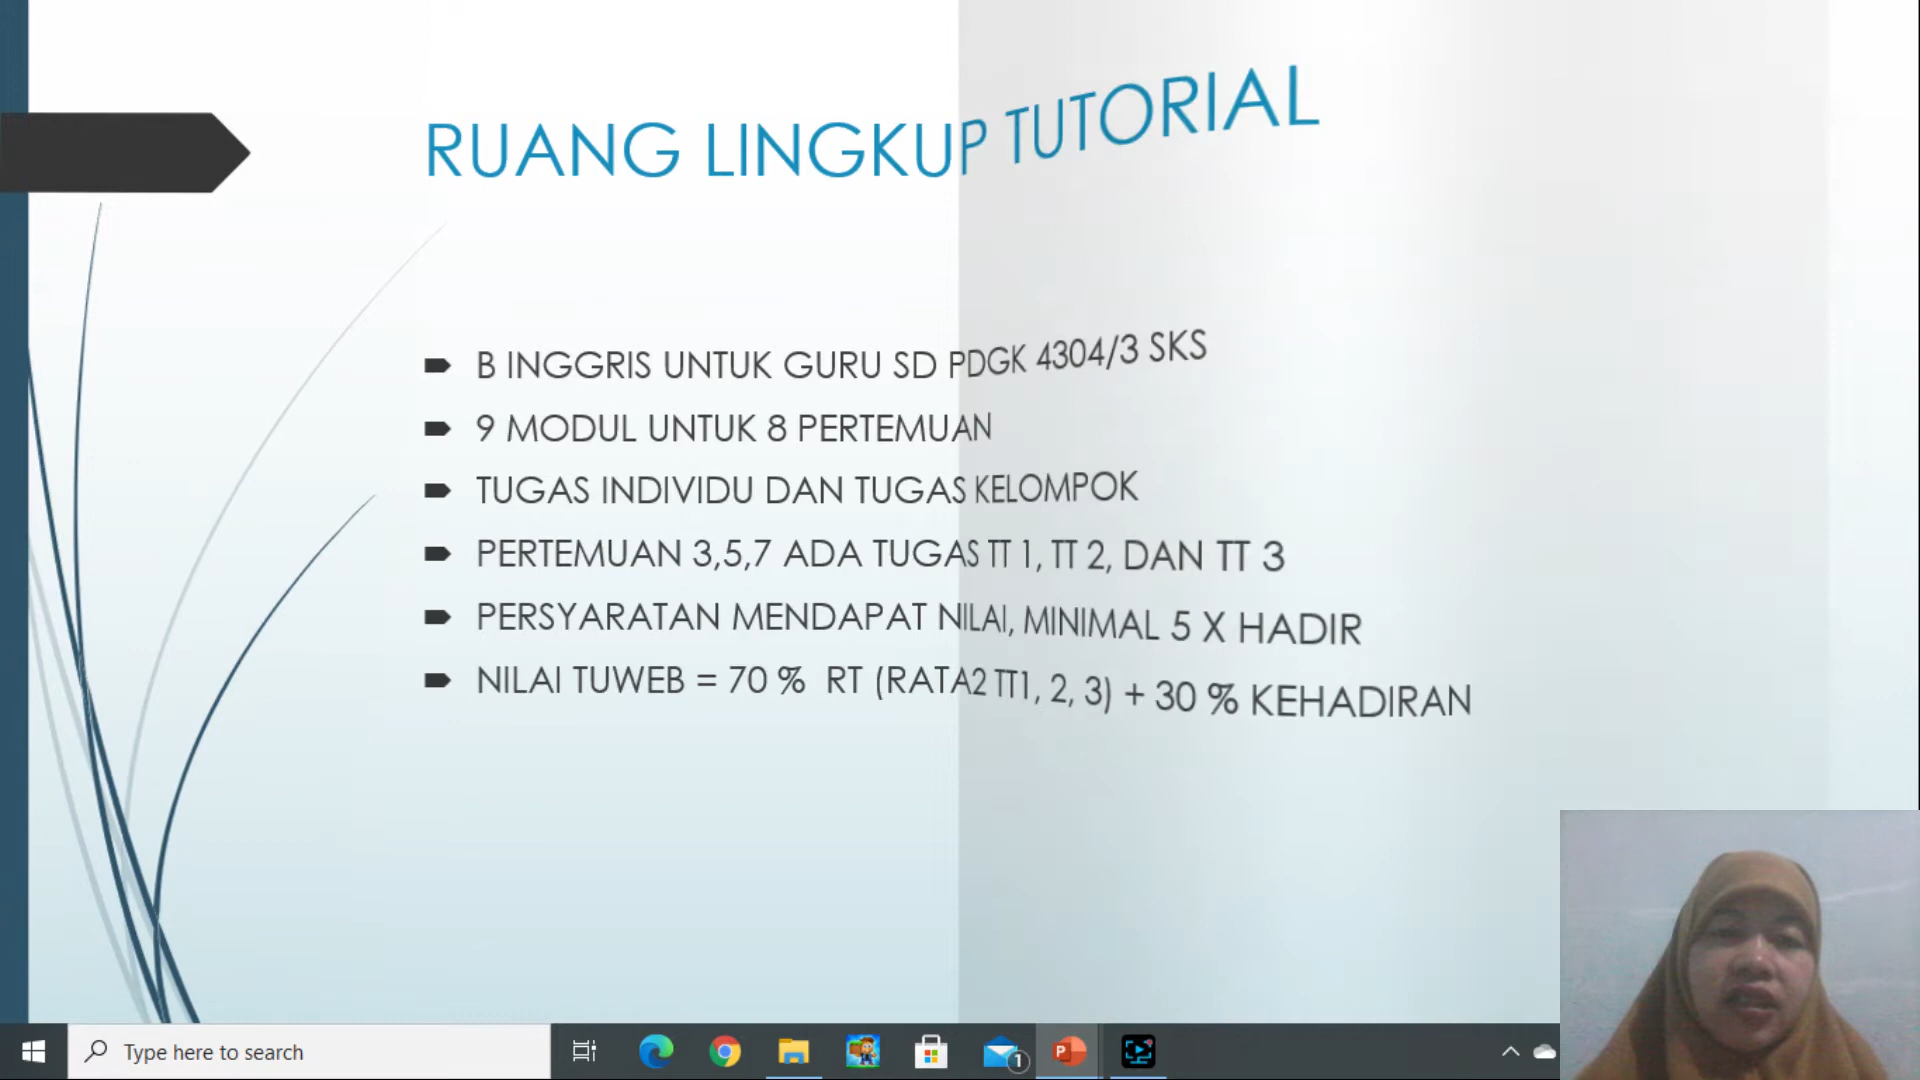 RUANG LINGKUP TUTORIAL
B INGGRIS UNTUK GURU SD PDGK 4304/3 SKS
9 MODUL UNTUK 8 PERTEMUAN
TUGAS INDIVIDU DAN TUGAS KELOMPOK
PERTEMUAN 3,5,7 ADA TUGAS TT 1, TT 2, DAN TT 3
PERSYARATAN MENDAPAT NILAI, MINIMAL 5 X HADIR
NILAI TUWEB = 70 % RT (RATA2 TT1, 2, 3) + 30 % KEHADIRAN
Type here to search
1